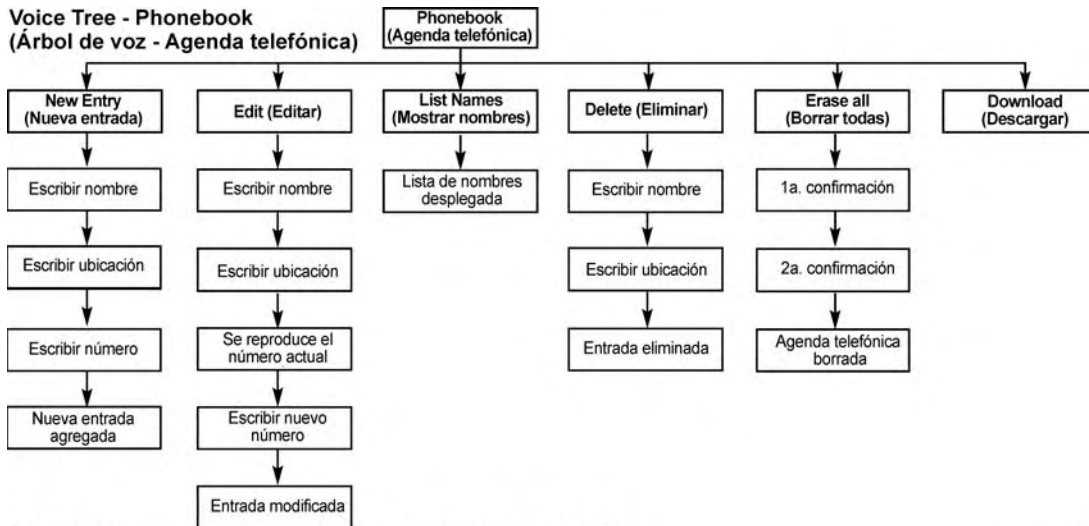 Voice Tree - Phonebook
(Árbol de voz - Agenda telefónica)
Phonebook
(Agenda telefónica)
New Entry
(Nueva entrada)
Escribir nombre
Escribir ubicación
Escribir número
Nueva entrada
agregada
Edit (Editar)
Escribir nombre
Escribir ubicación
Se reproduce el
número actual
Escribir nuevo
número
Entrada modificada
List Names
(Mostrar nombres)
Lista de nombres
desplegada
Delete (Eliminar)
Escribir nombre
Escribir ubicación
Entrada eliminada
Erase all
(Borrar todas)
1a. confirmación
2a. confirmación
Agenda telefónica
borrada
Download
(Descargar)